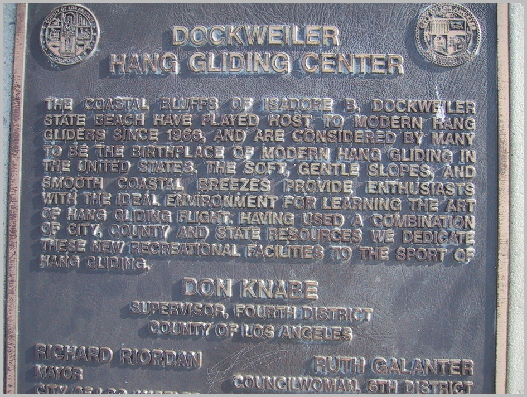 DOCKWEILER
HANG GLIDING CENTER
THE COASTAL BLUFFS OF ISADORE B. DOCKWEILER
STATE BEACH HAVE PLAYED HOST TO MODERN HANG
GLIDERS SINCE 1966, AND ARE CONSIDERED BY MANY
TO BE THE BIRTHPLACE OF MODERN HANG GLIDING IN
THE UNITED STATES. THE SOFT, GENTLE SLOPES, AND
SMOOTH COASTAL BREEZES PROVIDE ENTHUSIASTS
WITH THE IDEAL ENVIRONMENT FOR LEARNING THE ART
OF HANG GLIDING FLIGHT. HAVING USED A COMBINATION
OF CITY, COUNTY AND STATE RESOURCES WE DEDICATE
THESE NEW RECREATIONAL FACILITIES TO THE SPORT OF
HANG GLIDING.
DON KNABE
SUPERVISOR, FOURTH DISTRICT
COUNTY OF LOS ANGELES
RICHARD RIORDAN
MAYOR
CITY OF LOS ANGELES
RUTH GALANTER
COUNCILWOMAN, 6TH DISTRICT